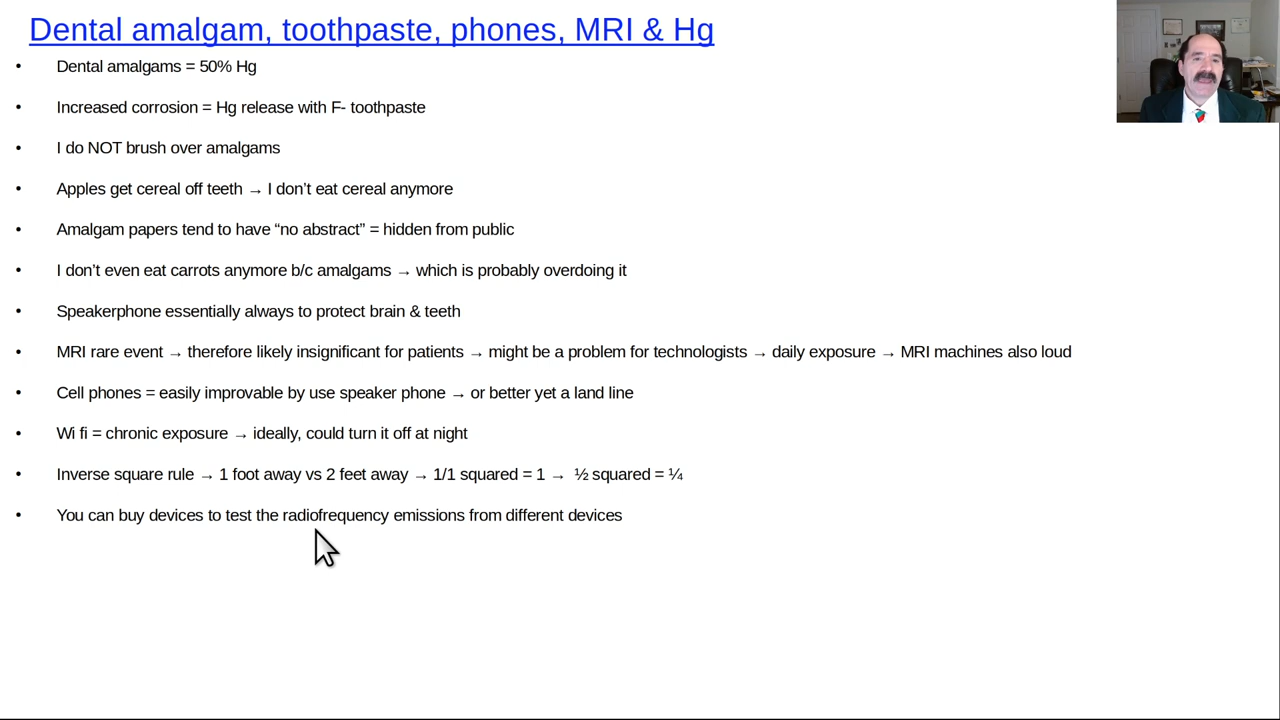 Dental amalgam, toothpaste, phones, MRI & Hg
• Dental amalgams = 50% Hg
• Increased corrosion = Hg release with F- toothpaste
• I do NOT brush over amalgams
• Apples get cereal off teeth → I don’t eat cereal anymore
• Amalgam papers tend to have “no abstract” = hidden from public
• I don’t even eat carrots anymore b/c amalgams → which is probably overdoing it
• Speakerphone essentially always to protect brain & teeth
• MRI rare event → therefore likely insignificant for patients → might be a problem for technologists → daily exposure → MRI machines also loud
• Cell phones = easily improvable by use speaker phone → or better yet a land line
• Wi fi = chronic exposure → ideally, could turn it off at night
• Inverse square rule → 1 foot away vs 2 feet away → 1/1 squared = 1 → ½ squared = ¼
• You can buy devices to test the radiofrequency emissions from different devices